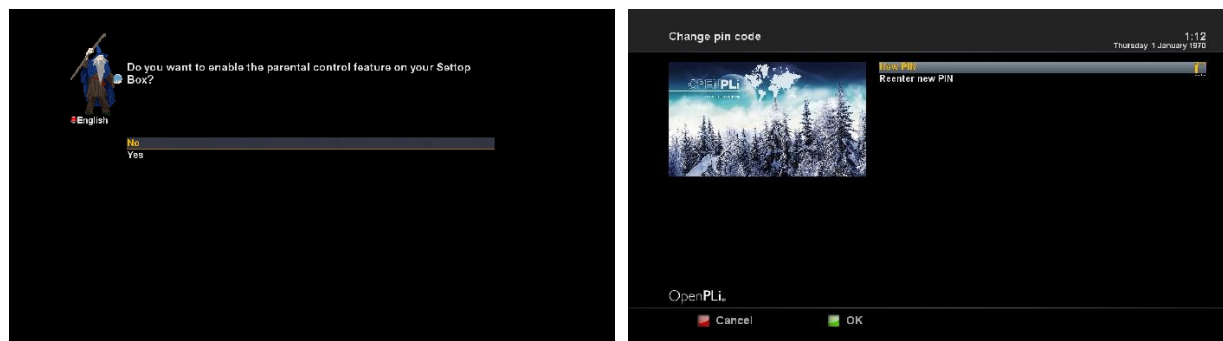 Do you want to enable the parental control feature on your Settop
Box?
English
No
Yes
Change pin code
1:12
Thursday 1 January 1970
OPENPLi
New PIN
Reenter new PIN
OpenPLi
Cancel
OK